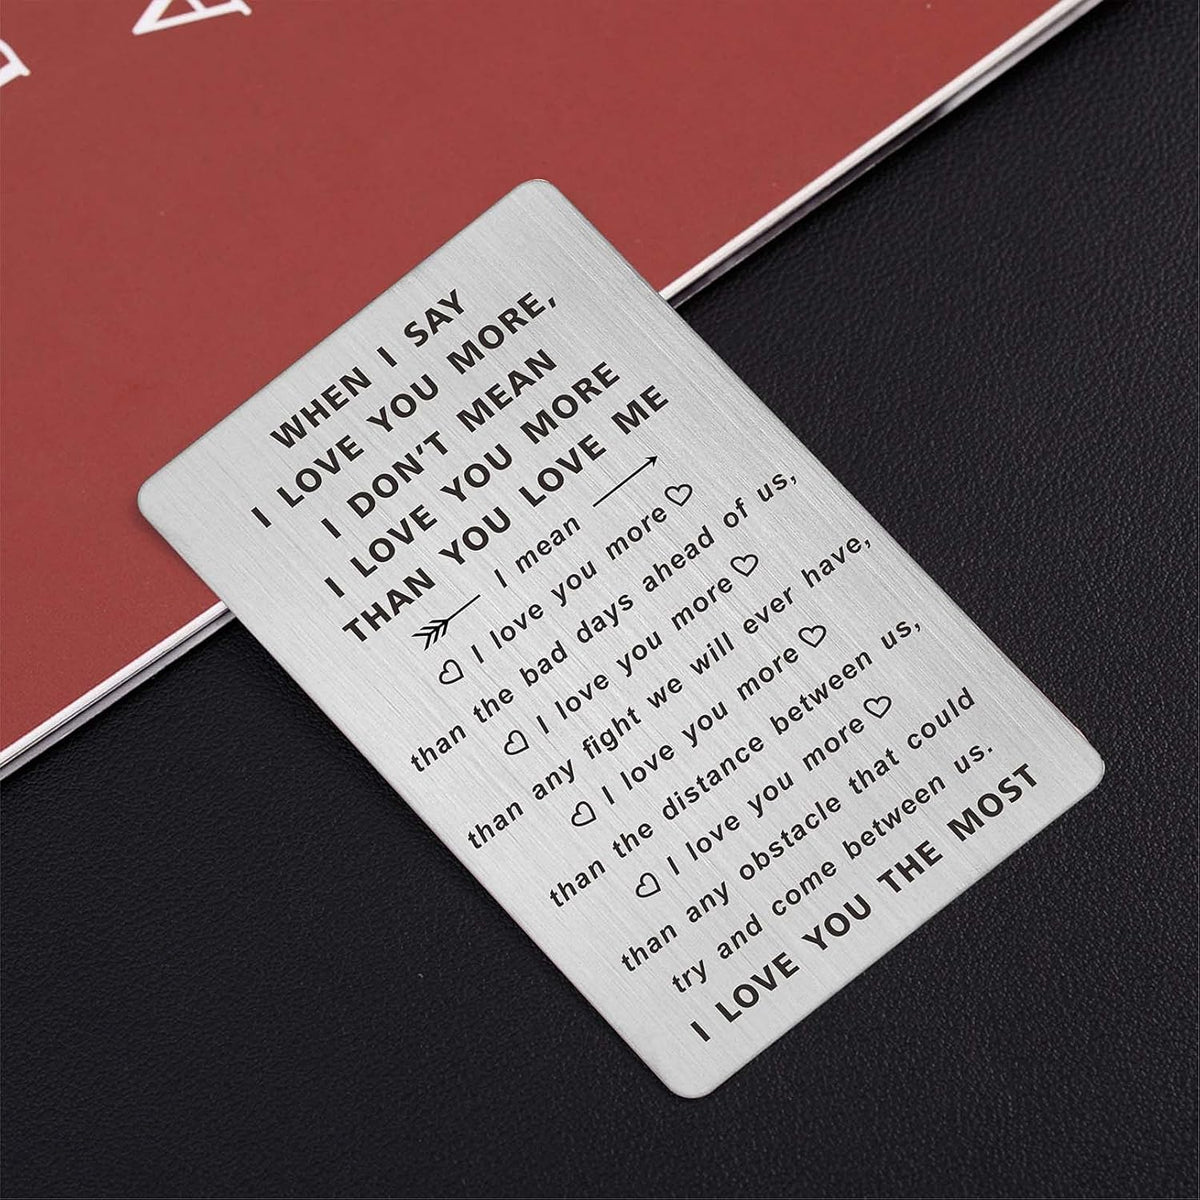 WHEN I SAY
I LOVE YOU MORE,
I DON'T MEAN
I LOVE YOU MORE
THAN YOU LOVE ME
I mean
I love you more
than the bad days ahead of us,
I love you more
than any fight we will ever have,
I love you more
than the distance between us,
I love you more
than any obstacle that could
try and come between us.
I LOVE YOU THE MOST